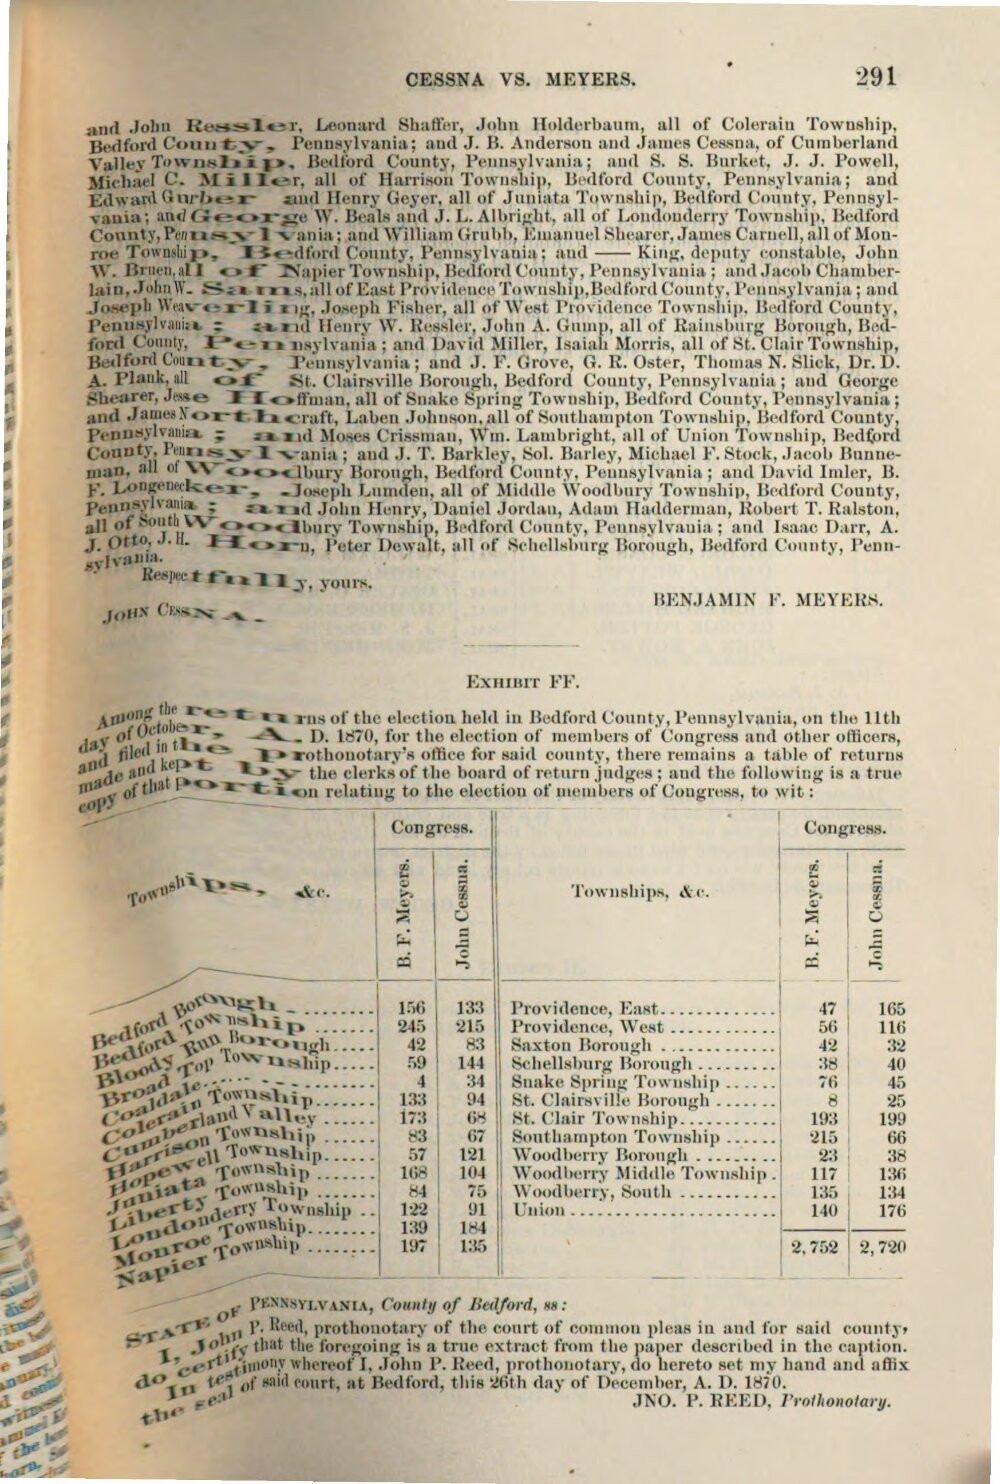 CESSNA VS. MEYERS. 291
and John Ressler, Leonard Shaffer, John Holderbaum, all of Colerain Township,
Bedford County, Pennsylvania; and J. B. Anderson and James Cessna, of Cumberland
Valley Township, Bedford County, Pennsylvania; and S. S. Burket, J. J. Powell,
Michael C. Miller, all of Harrison Township, Bedford County, Pennsylvania; and
Edward Gurber and Henry Geyer, all of Juniata Township, Bedford County, Pennsyl-
vania; and George W. Beals and J. L. Albright, all of Londonderry Township, Bedford
County, Pennsylvania; and William Grubb, Emanuel Shearer, James Carnell, all of Mon-
roe Township, Bedford County, Pennsylvania; and —— King, deputy constable, John
W. Bruen, all of Napier Township, Bedford County, Pennsylvania; and Jacob Chamber-
lain, John W. Sams, all of East Providence Township, Bedford County, Pennsylvania; and
Joseph Weaverling, Joseph Fisher, all of West Providence Township, Bedford County,
Pennsylvania; and Henry W. Ressler, John A. Gump, all of Rainsburg Borough, Bed-
ford County, Pennsylvania; and David Miller, Isaiah Morris, all of St. Clair Township,
Bedford County, Pennsylvania; and J. F. Grove, G. R. Oster, Thomas N. Slick, Dr. D.
A. Plank, all of St. Clairsville Borough, Bedford County, Pennsylvania; and George
Shearer, Jesse Hoffman, all of Snake Spring Township, Bedford County, Pennsylvania;
and James Northcraft, Laben Johnson, all of Southampton Township, Bedford County,
Pennsylvania; and Moses Crissman, Wm. Lambright, all of Union Township, Bedford
County, Pennsylvania; and J. T. Barkley, Sol. Barley, Michael F. Stock, Jacob Bunne-
man, all of Woodbury Borough, Bedford County, Pennsylvania; and David Imler, B.
F. Longenecker, Joseph Lumden, all of Middle Woodbury Township, Bedford County,
Pennsylvania; and John Henry, Daniel Jordan, Adam Hadderman, Robert T. Ralston,
all of South Woodbury Township, Bedford County, Pennsylvania; and Isaac Darr, A.
J. Otto, J. H. Horn, Peter Dewalt, all of Schellsburg Borough, Bedford County, Penn-
sylvania.
Respectfully, yours.
BENJAMIN F. MEYERS.
JOHN CESSNA.
EXHIBIT FF.
Among the returns of the election held in Bedford County, Pennsylvania, on the 11th
day of October, A. D. 1870, for the election of members of Congress and other officers,
and filed in the Prothonotary's office for said county, there remains a table of returns
made and kept by the clerks of the board of return judges; and the following is a true
copy of that portion relating to the election of members of Congress, to wit:
Congress. Congress.
Townships, &c. B. F. Meyers. John Cessna. Townships, &c. B. F. Meyers. John Cessna.
Bedford Borough 156 133 Providence, East 47 165
Bedford Township 245 215 Providence, West 56 116
Bloody Run Borough 42 83 Saxton Borough 42 32
Broad Top Township 59 144 Schellsburg Borough 38 40
Coaldale 4 34 Snake Spring Township 76 45
Colerain Township 133 94 St. Clairsville Borough 8 25
Cumberland Valley 173 68 St. Clair Township 193 199
Harrison Township 83 67 Southampton Township 215 66
Hopewell Township 57 121 Woodberry Borough 23 38
Juniata Township 168 104 Woodberry Middle Township 117 136
Liberty Township 84 75 Woodberry, South 135 134
Londonderry Township 122 91 Union 140 176
Monroe Township 139 184
Napier Township 197 135 2,752 2,720
STATE OF PENNSYLVANIA, County of Bedford, ss:
I, John P. Reed, prothonotary of the court of common pleas in and for said county,
do certify that the foregoing is a true extract from the paper described in the caption.
In testimony whereof I, John P. Reed, prothonotary, do hereto set my hand and affix
the seal of said court, at Bedford, this 26th day of December, A. D. 1870.
JNO. P. REED, Prothonotary.